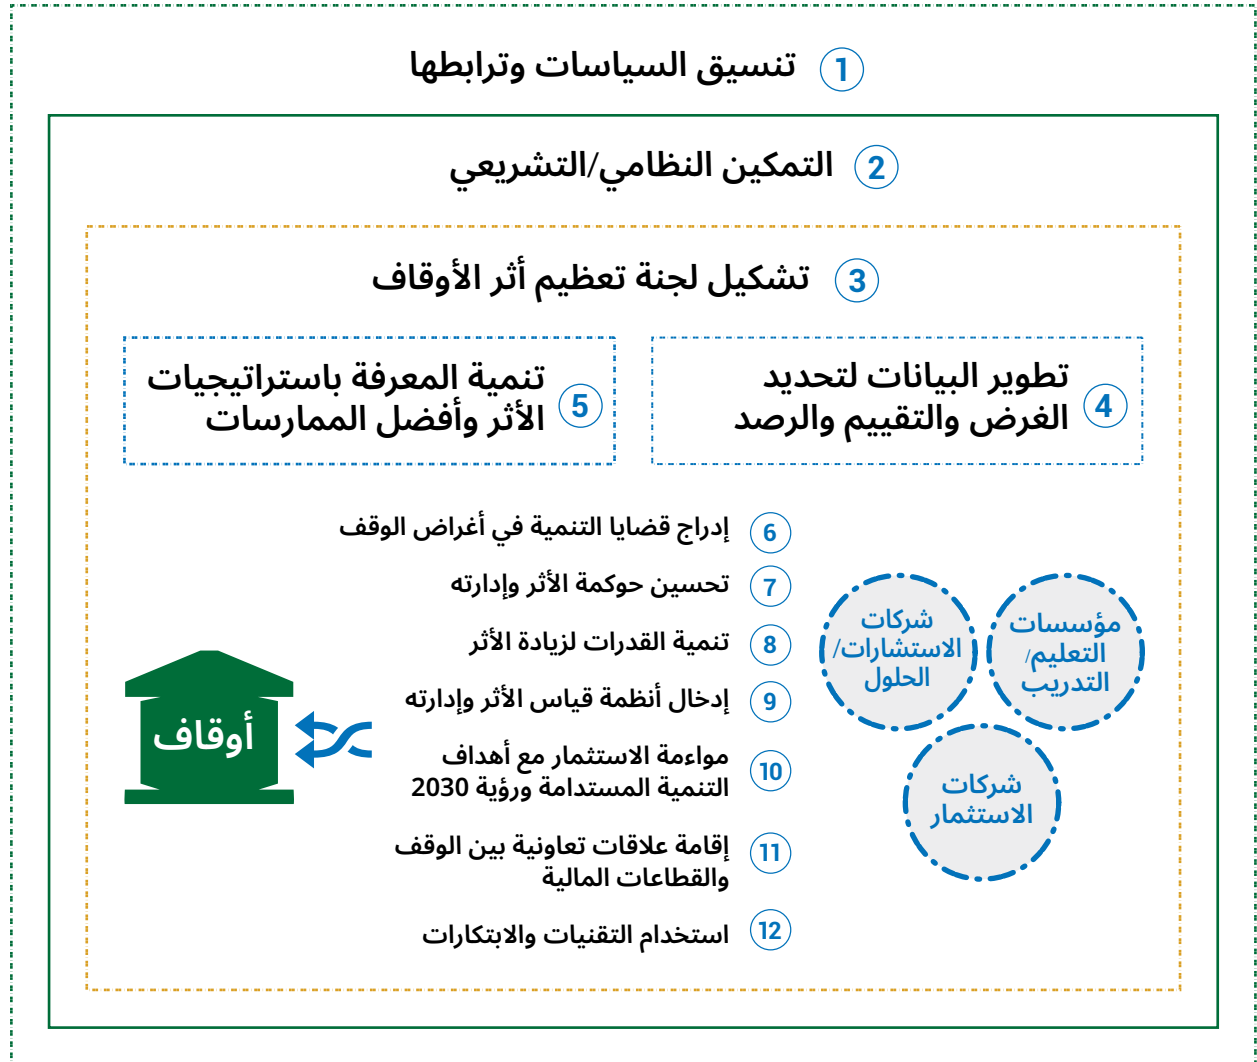 1 تنسيق السياسات وترابطها
2 التمكين النظامي/التشريعي
3 تشكيل لجنة تعظيم أثر الأوقاف
4 تطوير البيانات لتحديد
الغرض والتقييم والرصد
5 تنمية المعرفة باستراتيجيات
الأثر وأفضل الممارسات
6 إدراج قضايا التنمية في أغراض الوقف
7 تحسين حوكمة الأثر وإدارته
8 تنمية القدرات لزيادة الأثر
9 إدخال أنظمة قياس الأثر وإدارته
10 مواءمة الاستثمار مع أهداف
التنمية المستدامة ورؤية 2030
11 إقامة علاقات تعاونية بين الوقف
والقطاعات المالية
12 استخدام التقنيات والابتكارات
مؤسسات
التعليم/
التدريب
شركات
الاستشارات/
الحلول
شركات
الاستثمار
أوقاف